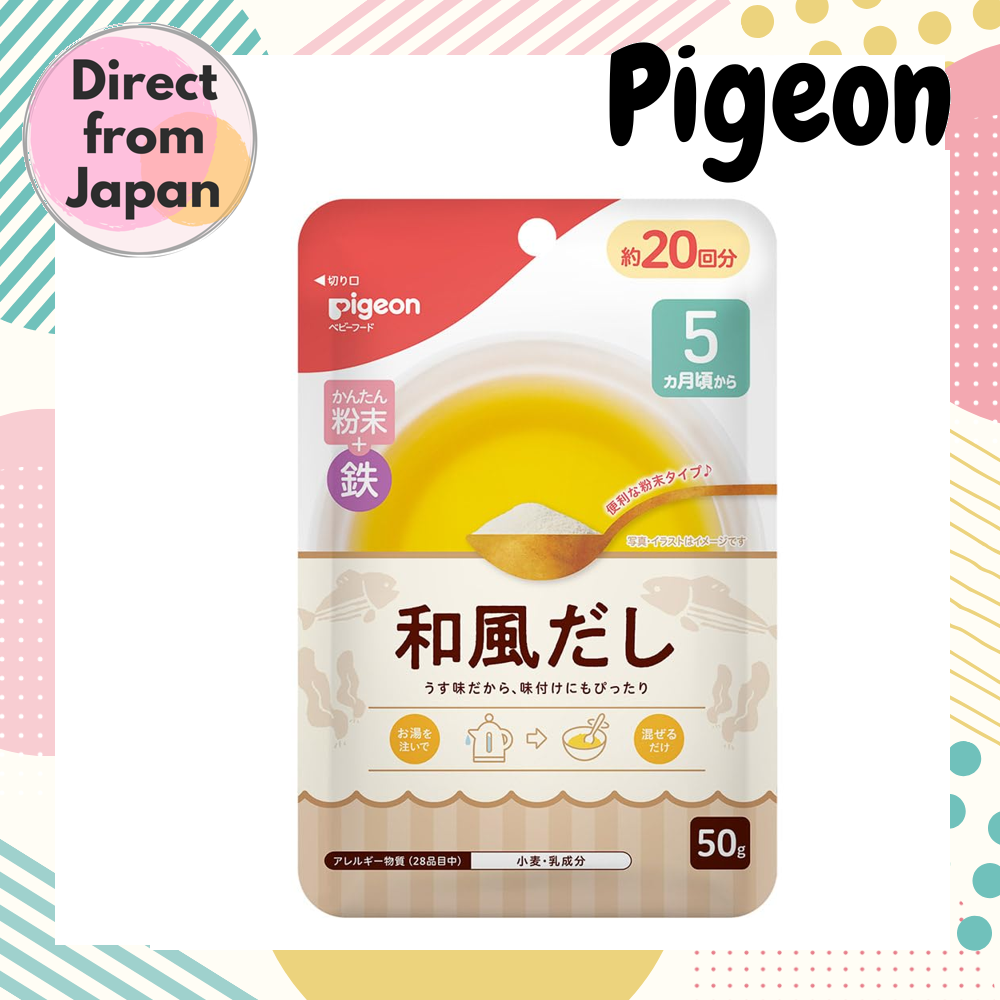 Direct
from
Japan
Pigeon
約20回分
◀切り口
Pigeon
ベビーフード
5
カ月頃から
かんたん
粉末
+
鉄
便利な粉末タイプ♪
写真・イラストはイメージです
和風だし
うす味だから、味付けにもぴったり
お湯を
注いで
混ぜる
だけ
50g
アレルギー物質(28品目中)
小麦・乳成分